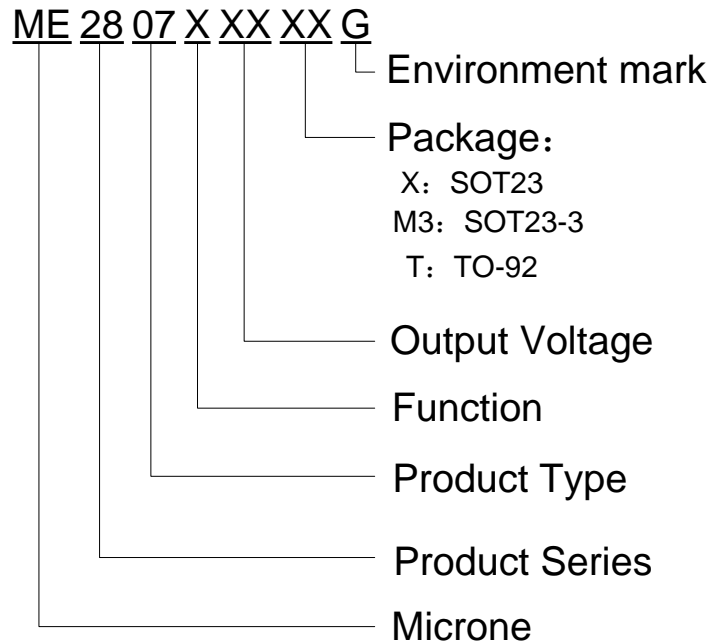 ME 28 07 X XX XX G
Environment mark
Package：
X： SOT23
M3： SOT23-3
T： TO-92
Output Voltage
Function
Product Type
Product Series
Microne